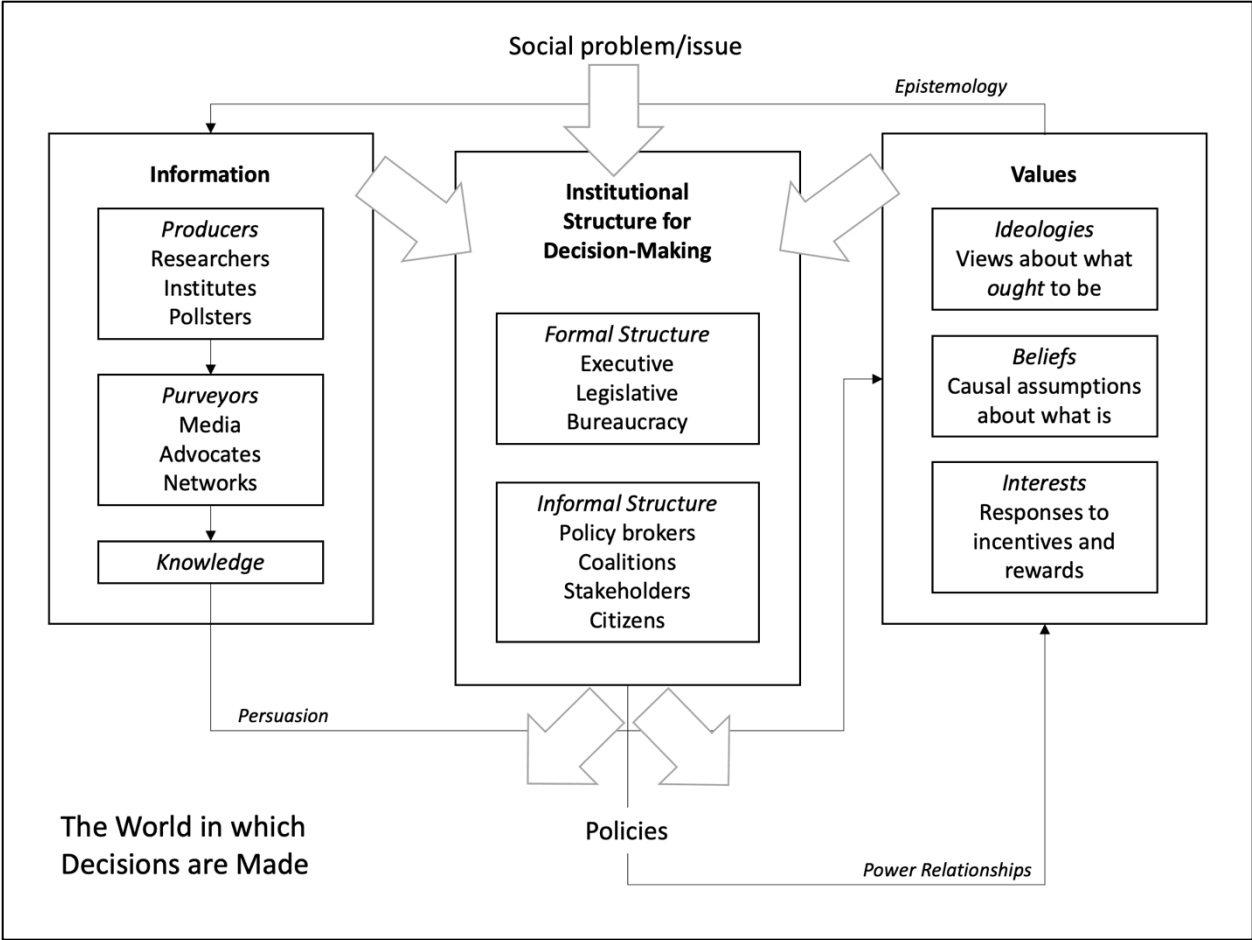 Social problem/issue
Epistemology
Information
Producers
Researchers
Institutes
Pollsters
Purveyors
Media
Advocates
Networks
Knowledge
Institutional
Structure for
Decision-Making
Formal Structure
Executive
Legislative
Bureaucracy
Informal Structure
Policy brokers
Coalitions
Stakeholders
Citizens
Values
Ideologies
Views about what
ought to be
Beliefs
Causal assumptions
about what is
Interests
Responses to
incentives and
rewards
Persuasion
The World in which
Decisions are Made
Policies
Power Relationships